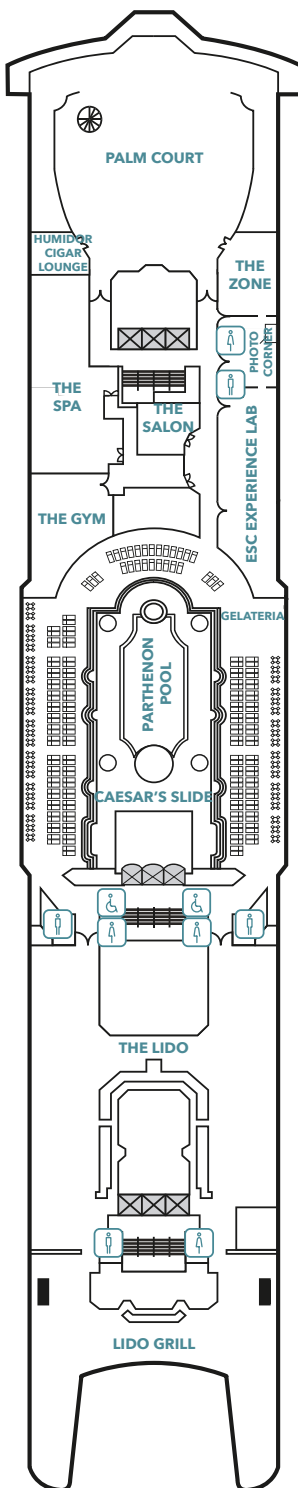 PALM COURT
HUMIDOR
CIGAR
LOUNGE
THE
ZONE
PHOTO
CORNER
THE
SPA
THE
SALON
ESC EXPERIENCE LAB
THE GYM
GELATERIA
PARTHENON
POOL
CAESAR'S SLIDE
THE LIDO
LIDO GRILL